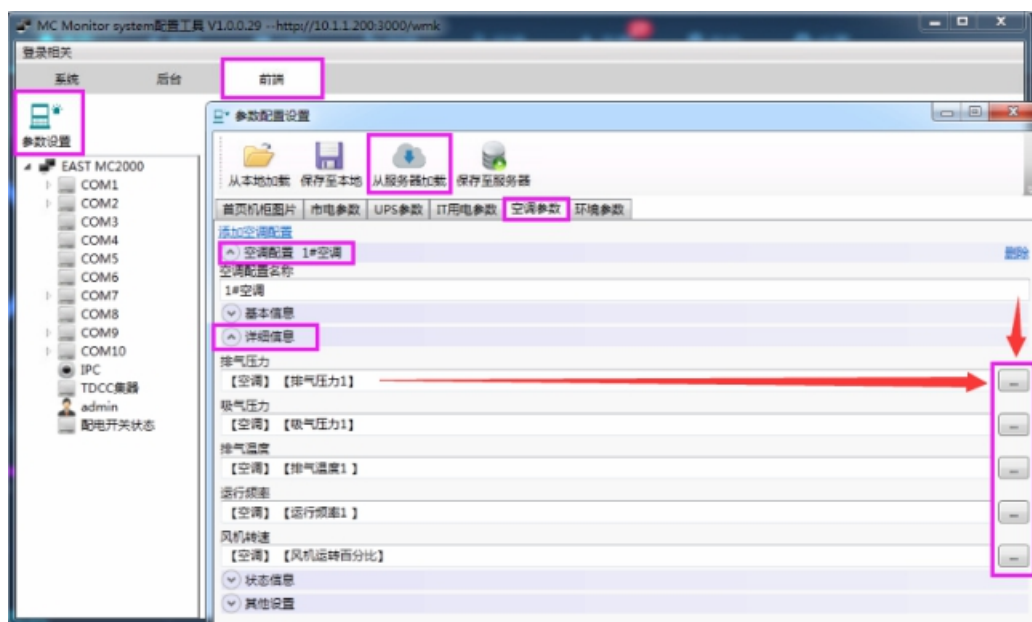 MC Monitor system配置工具 V1.0.0.29 --http://10.1.1.200:3000/wmk
登录相关
系统 后台 前端
参数设置
EAST MC2000
COM1
COM2
COM3
COM4
COM5
COM6
COM7
COM8
COM9
COM10
IPC
TDCC集器
admin
配电开关状态
参数配置设置
从本地加载 保存至本地 从服务器加载 保存至服务器
首页机柜图片 市电参数 UPS参数 IT用电参数 空调参数 环境参数
添加空调配置
空调配置 1#空调 删除
空调配置名称
1#空调
基本信息
详细信息
排气压力
【空调】【排气压力1】 ...
吸气压力
【空调】【吸气压力1】 ...
排气温度
【空调】【排气温度1 】 ...
运行频率
【空调】【运行频率1 】 ...
风机转速
【空调】【风机运转百分比】 ...
状态信息
其他设置